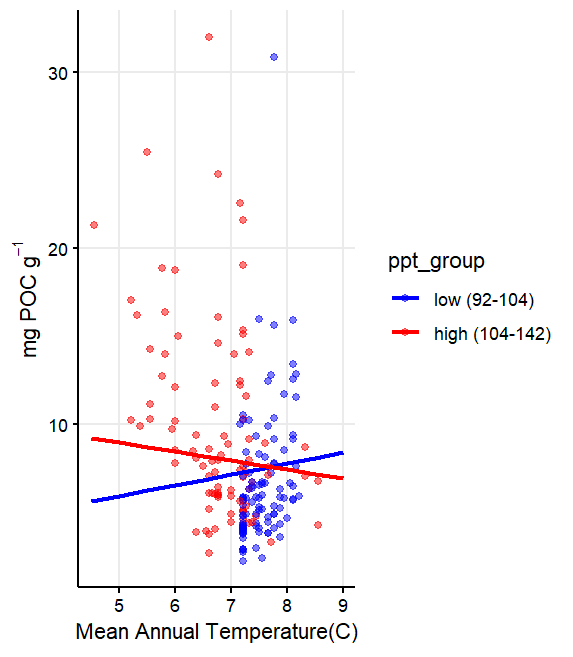 30
20
10
mg POC g⁻¹
5 6 7 8 9
Mean Annual Temperature(C)
ppt_group
low (92-104)
high (104-142)